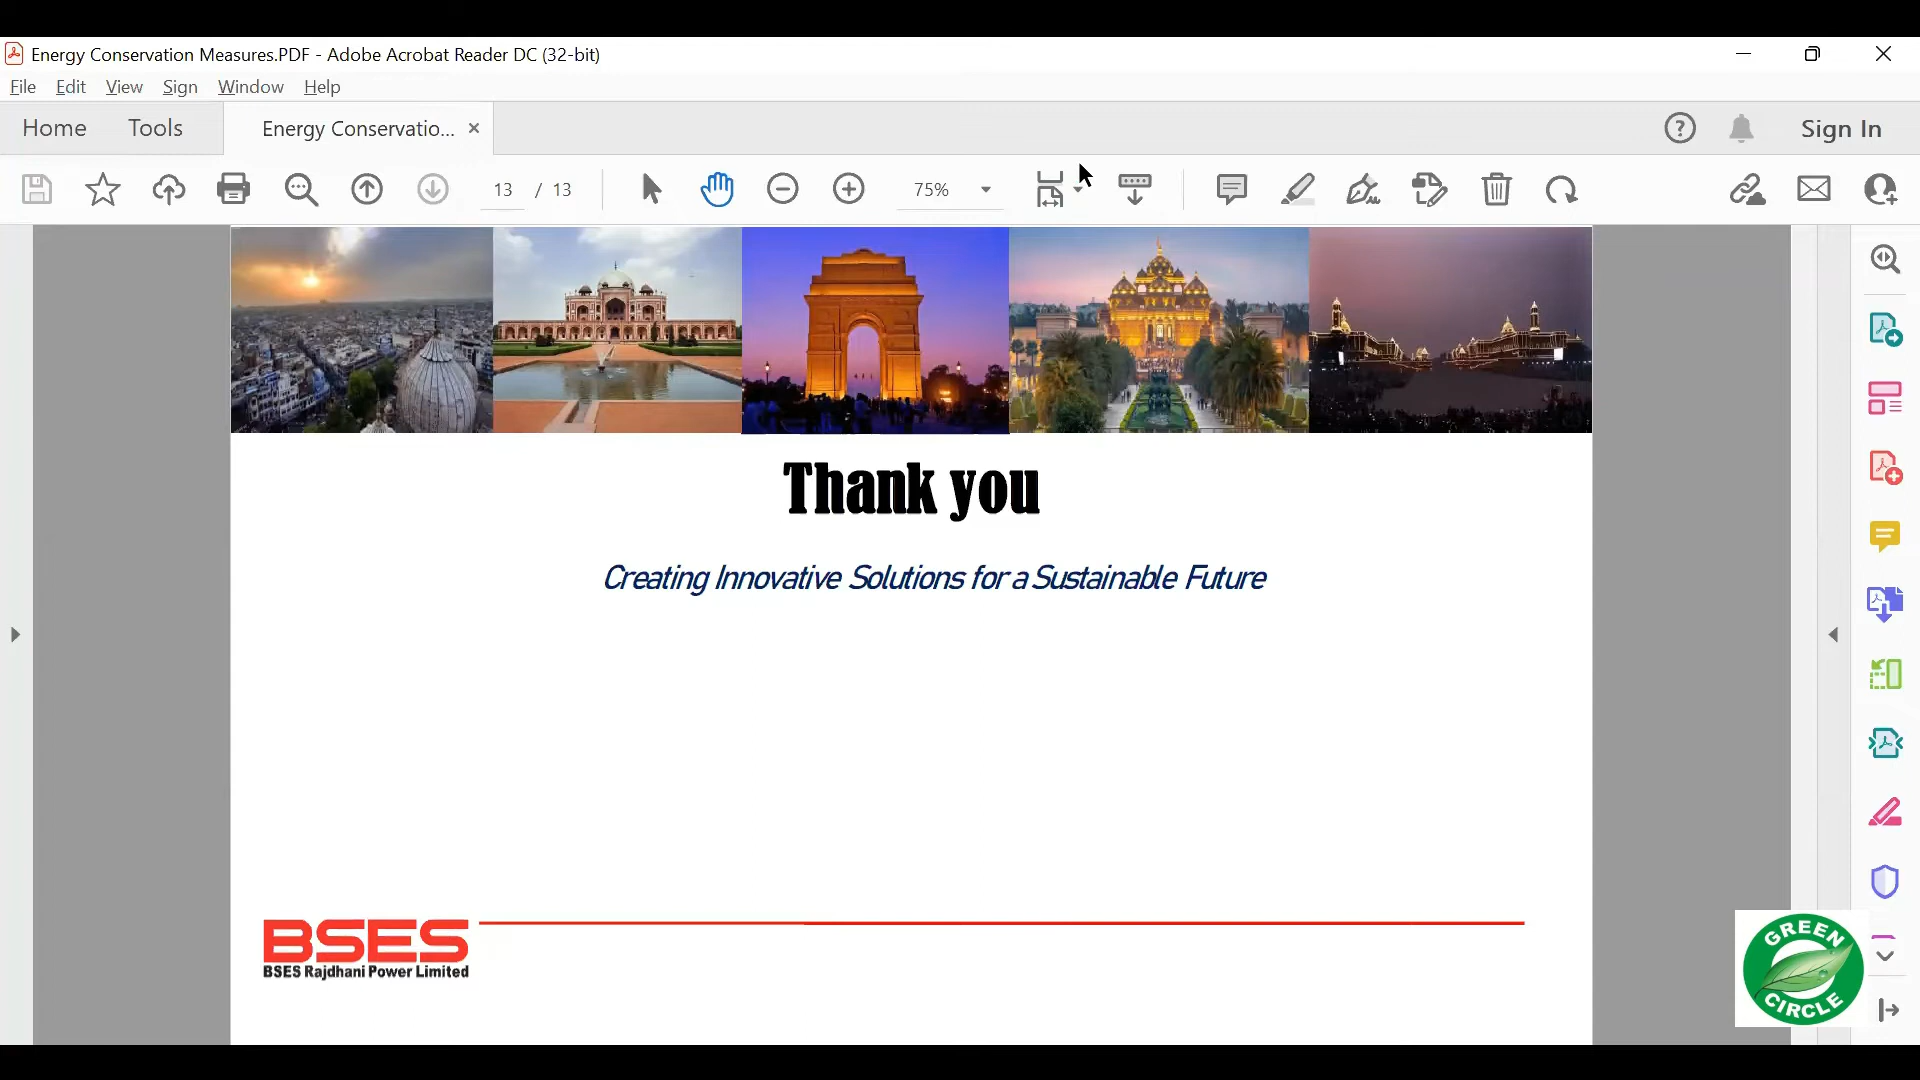 Energy Conservation Measures.PDF - Adobe Acrobat Reader DC (32-bit)
File Edit View Sign Window Help
Home Tools Energy Conservatio... Sign In
13 / 13 75%
Thank you
Creating Innovative Solutions for a Sustainable Future
BSES
BSES Rajdhani Power Limited
GREEN
CIRCLE